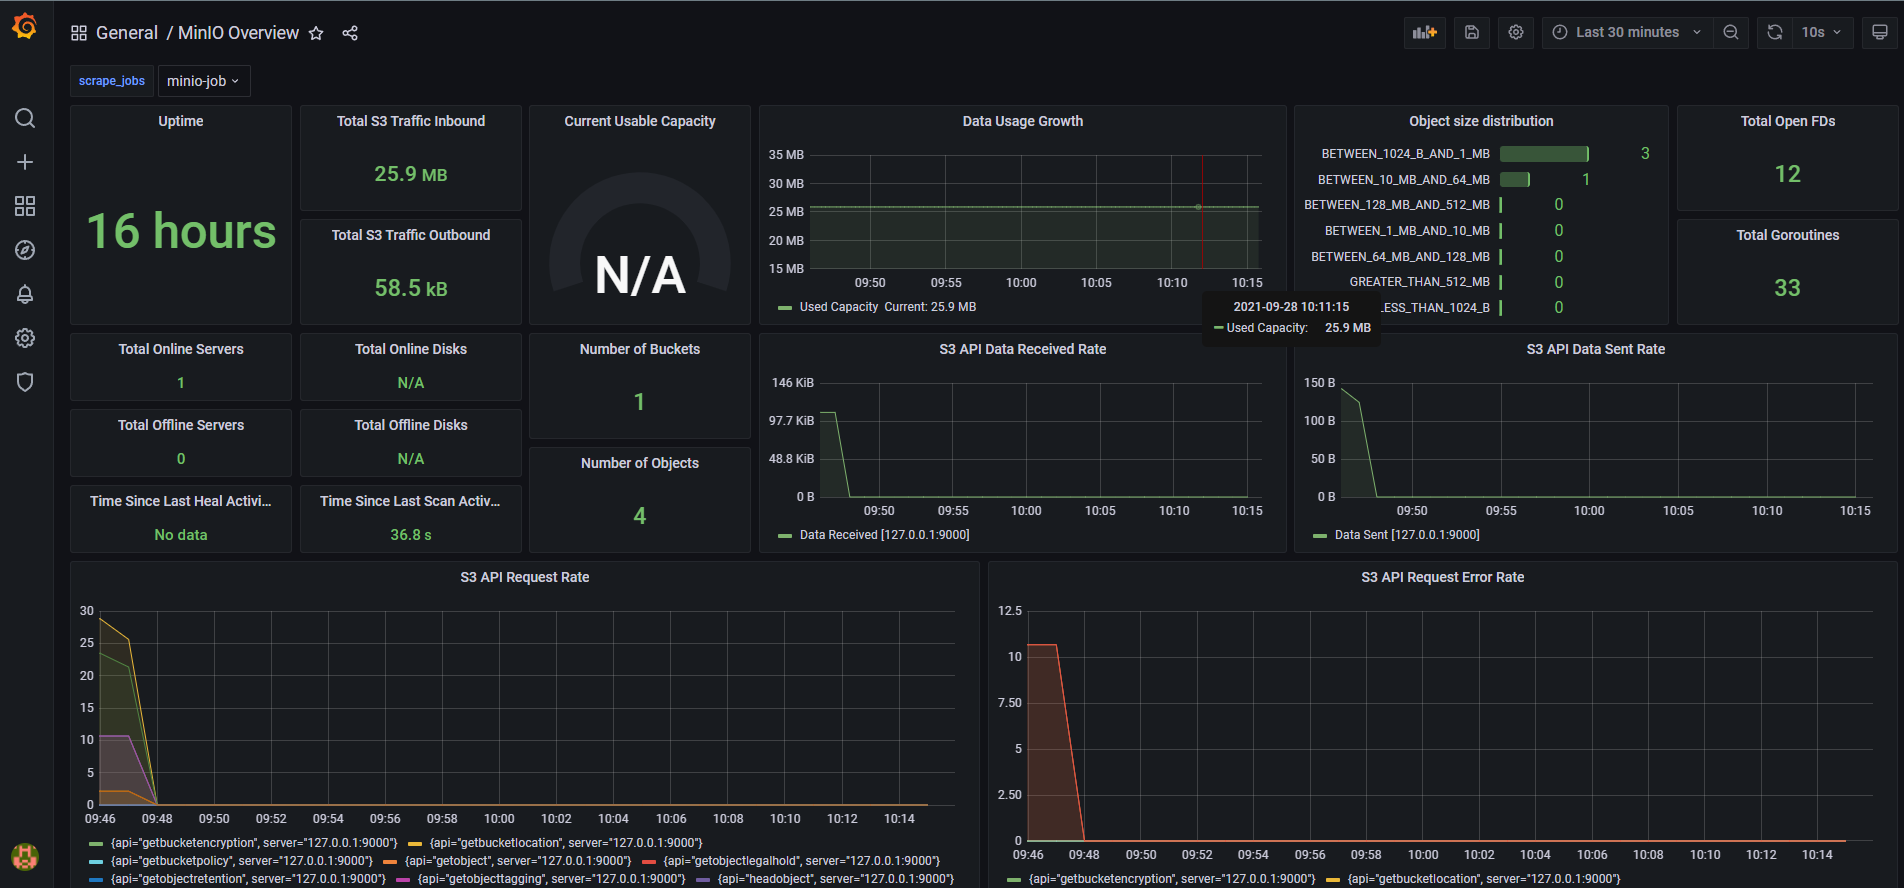 General / MinIO Overview
Last 30 minutes
10s
scrape_jobs
minio-job
Uptime
16 hours
Total S3 Traffic Inbound
25.9 MB
Total S3 Traffic Outbound
58.5 kB
Current Usable Capacity
N/A
Data Usage Growth
35 MB
30 MB
25 MB
20 MB
15 MB
09:50 09:55 10:00 10:05 10:10 10:15
Used Capacity Current: 25.9 MB
2021-09-28 10:11:15
Used Capacity: 25.9 MB
Object size distribution
BETWEEN_1024_B_AND_1_MB 3
BETWEEN_10_MB_AND_64_MB 1
BETWEEN_128_MB_AND_512_MB 0
BETWEEN_1_MB_AND_10_MB 0
BETWEEN_64_MB_AND_128_MB 0
GREATER_THAN_512_MB 0
LESS_THAN_1024_B 0
Total Open FDs
12
Total Goroutines
33
Total Online Servers
1
Total Online Disks
N/A
Total Offline Servers
0
Total Offline Disks
N/A
Time Since Last Heal Activi...
No data
Time Since Last Scan Activ...
36.8 s
Number of Buckets
1
Number of Objects
4
S3 API Data Received Rate
146 KiB
97.7 KiB
48.8 KiB
0 B
09:50 09:55 10:00 10:05 10:10 10:15
Data Received [127.0.0.1:9000]
S3 API Data Sent Rate
150 B
100 B
50 B
0 B
09:50 09:55 10:00 10:05 10:10 10:15
Data Sent [127.0.0.1:9000]
S3 API Request Rate
30
25
20
15
10
5
0
09:46 09:48 09:50 09:52 09:54 09:56 09:58 10:00 10:02 10:04 10:06 10:08 10:10 10:12 10:14
{api="getbucketencryption", server="127.0.0.1:9000"} {api="getbucketlocation", server="127.0.0.1:9000"}
{api="getbucketpolicy", server="127.0.0.1:9000"} {api="getobject", server="127.0.0.1:9000"} {api="getobjectlegalhold", server="127.0.0.1:9000"}
{api="getobjectretention", server="127.0.0.1:9000"} {api="getobjecttagging", server="127.0.0.1:9000"} {api="headobject", server="127.0.0.1:9000"}
S3 API Request Error Rate
12.5
10
7.50
5
2.50
0
09:46 09:48 09:50 09:52 09:54 09:56 09:58 10:00 10:02 10:04 10:06 10:08 10:10 10:12 10:14
{api="getbucketencryption", server="127.0.0.1:9000"} {api="getbucketlocation", server="127.0.0.1:9000"}